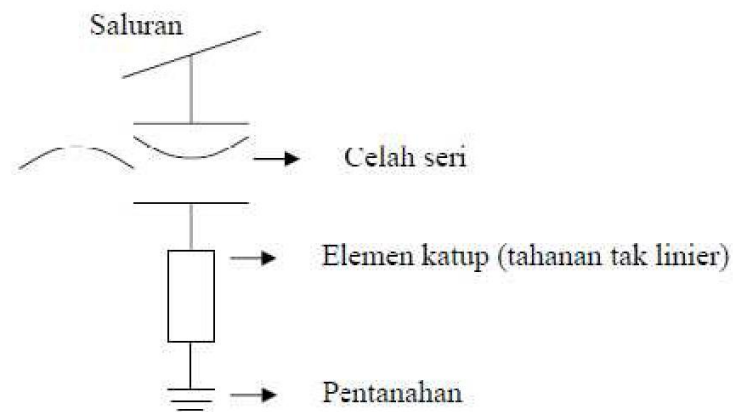 Saluran
Celah seri
Elemen katup (tahanan tak linier)
Pentanahan